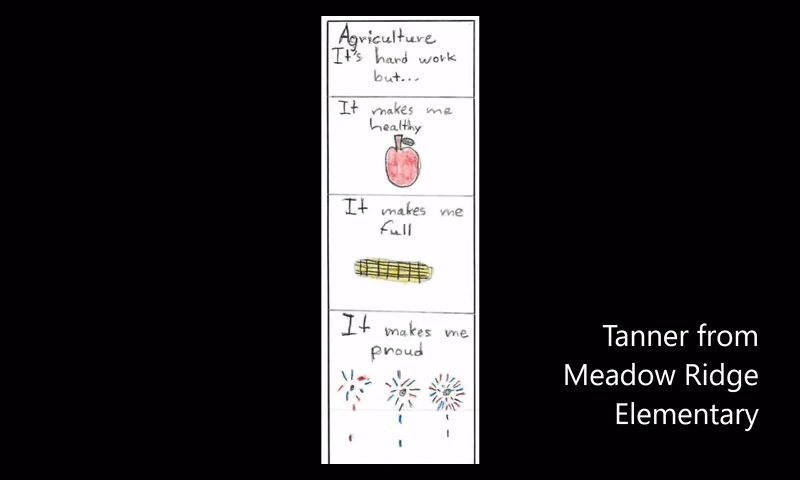 Agriculture
It's hard work
but...
It makes me
healthy
It makes me
full
It makes me
proud
Tanner from
Meadow Ridge
Elementary